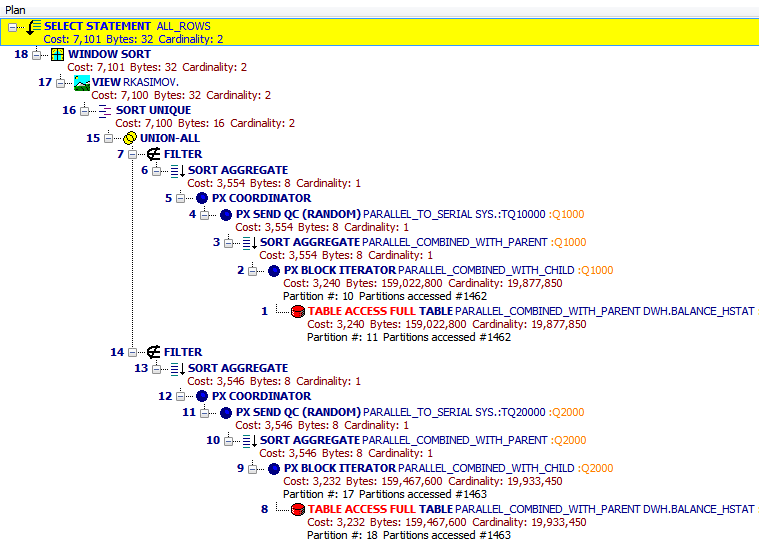 Plan
SELECT STATEMENT ALL_ROWS
Cost: 7,101 Bytes: 32 Cardinality: 2
18 WINDOW SORT
Cost: 7,101 Bytes: 32 Cardinality: 2
17 VIEW RKASIMOV.
Cost: 7,100 Bytes: 32 Cardinality: 2
16 SORT UNIQUE
Cost: 7,100 Bytes: 16 Cardinality: 2
15 UNION-ALL
7 FILTER
6 SORT AGGREGATE
Cost: 3,554 Bytes: 8 Cardinality: 1
5 PX COORDINATOR
4 PX SEND QC (RANDOM) PARALLEL_TO_SERIAL SYS.:TQ10000 :Q1000
Cost: 3,554 Bytes: 8 Cardinality: 1
3 SORT AGGREGATE PARALLEL_COMBINED_WITH_PARENT :Q1000
Cost: 3,554 Bytes: 8 Cardinality: 1
2 PX BLOCK ITERATOR PARALLEL_COMBINED_WITH_CHILD :Q1000
Cost: 3,240 Bytes: 159,022,800 Cardinality: 19,877,850
Partition #: 10 Partitions accessed #1462
1 TABLE ACCESS FULL TABLE PARALLEL_COMBINED_WITH_PARENT DWH.BALANCE_HSTAT :
Cost: 3,240 Bytes: 159,022,800 Cardinality: 19,877,850
Partition #: 11 Partitions accessed #1462
14 FILTER
13 SORT AGGREGATE
Cost: 3,546 Bytes: 8 Cardinality: 1
12 PX COORDINATOR
11 PX SEND QC (RANDOM) PARALLEL_TO_SERIAL SYS.:TQ20000 :Q2000
Cost: 3,546 Bytes: 8 Cardinality: 1
10 SORT AGGREGATE PARALLEL_COMBINED_WITH_PARENT :Q2000
Cost: 3,546 Bytes: 8 Cardinality: 1
9 PX BLOCK ITERATOR PARALLEL_COMBINED_WITH_CHILD :Q2000
Cost: 3,232 Bytes: 159,467,600 Cardinality: 19,933,450
Partition #: 17 Partitions accessed #1463
8 TABLE ACCESS FULL TABLE PARALLEL_COMBINED_WITH_PARENT DWH.BALANCE_HSTAT :
Cost: 3,232 Bytes: 159,467,600 Cardinality: 19,933,450
Partition #: 18 Partitions accessed #1463